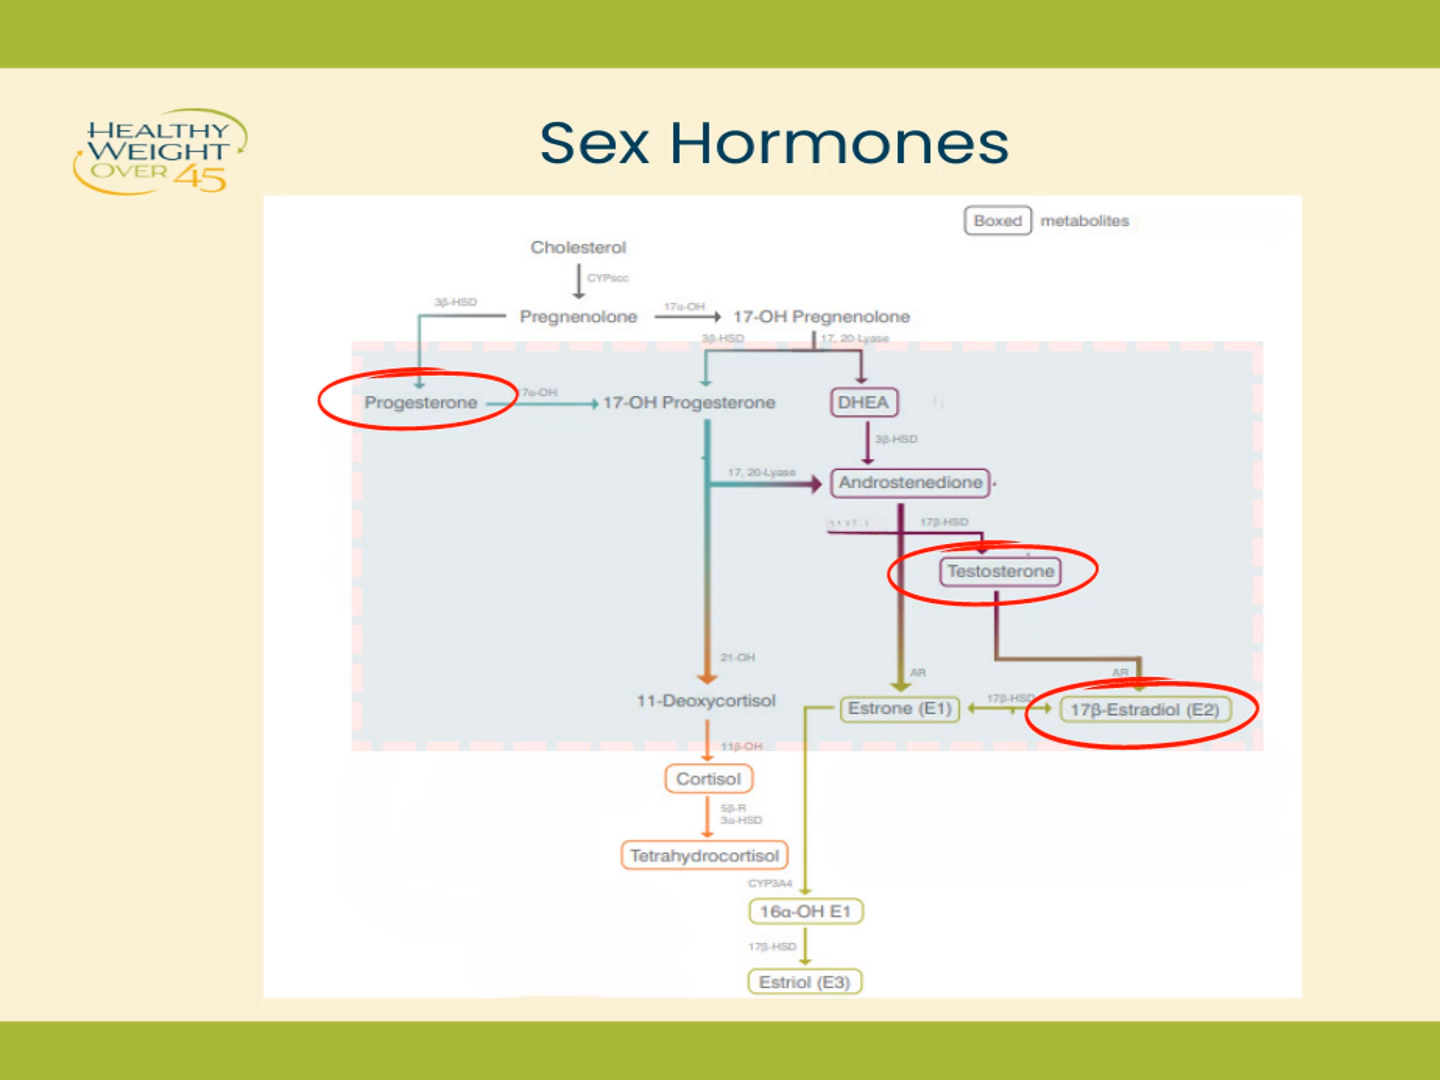 HEALTHY
WEIGHT
OVER 45
Sex Hormones
Boxed metabolites
Cholesterol
CYPscc
3β-HSD
Pregnenolone
17α-OH
17-OH Pregnenolone
3β-HSD
17, 20-Lyase
Progesterone
17α-OH
17-OH Progesterone
DHEA
3β-HSD
17, 20-Lyase
Androstenedione
17β-HSD
Testosterone
21-OH
AR
AR
11-Deoxycortisol
Estrone (E1)
17β-HSD
17β-Estradiol (E2)
11β-OH
Cortisol
5β-R
3α-HSD
Tetrahydrocortisol
CYP3A4
16α-OH E1
17β-HSD
Estriol (E3)